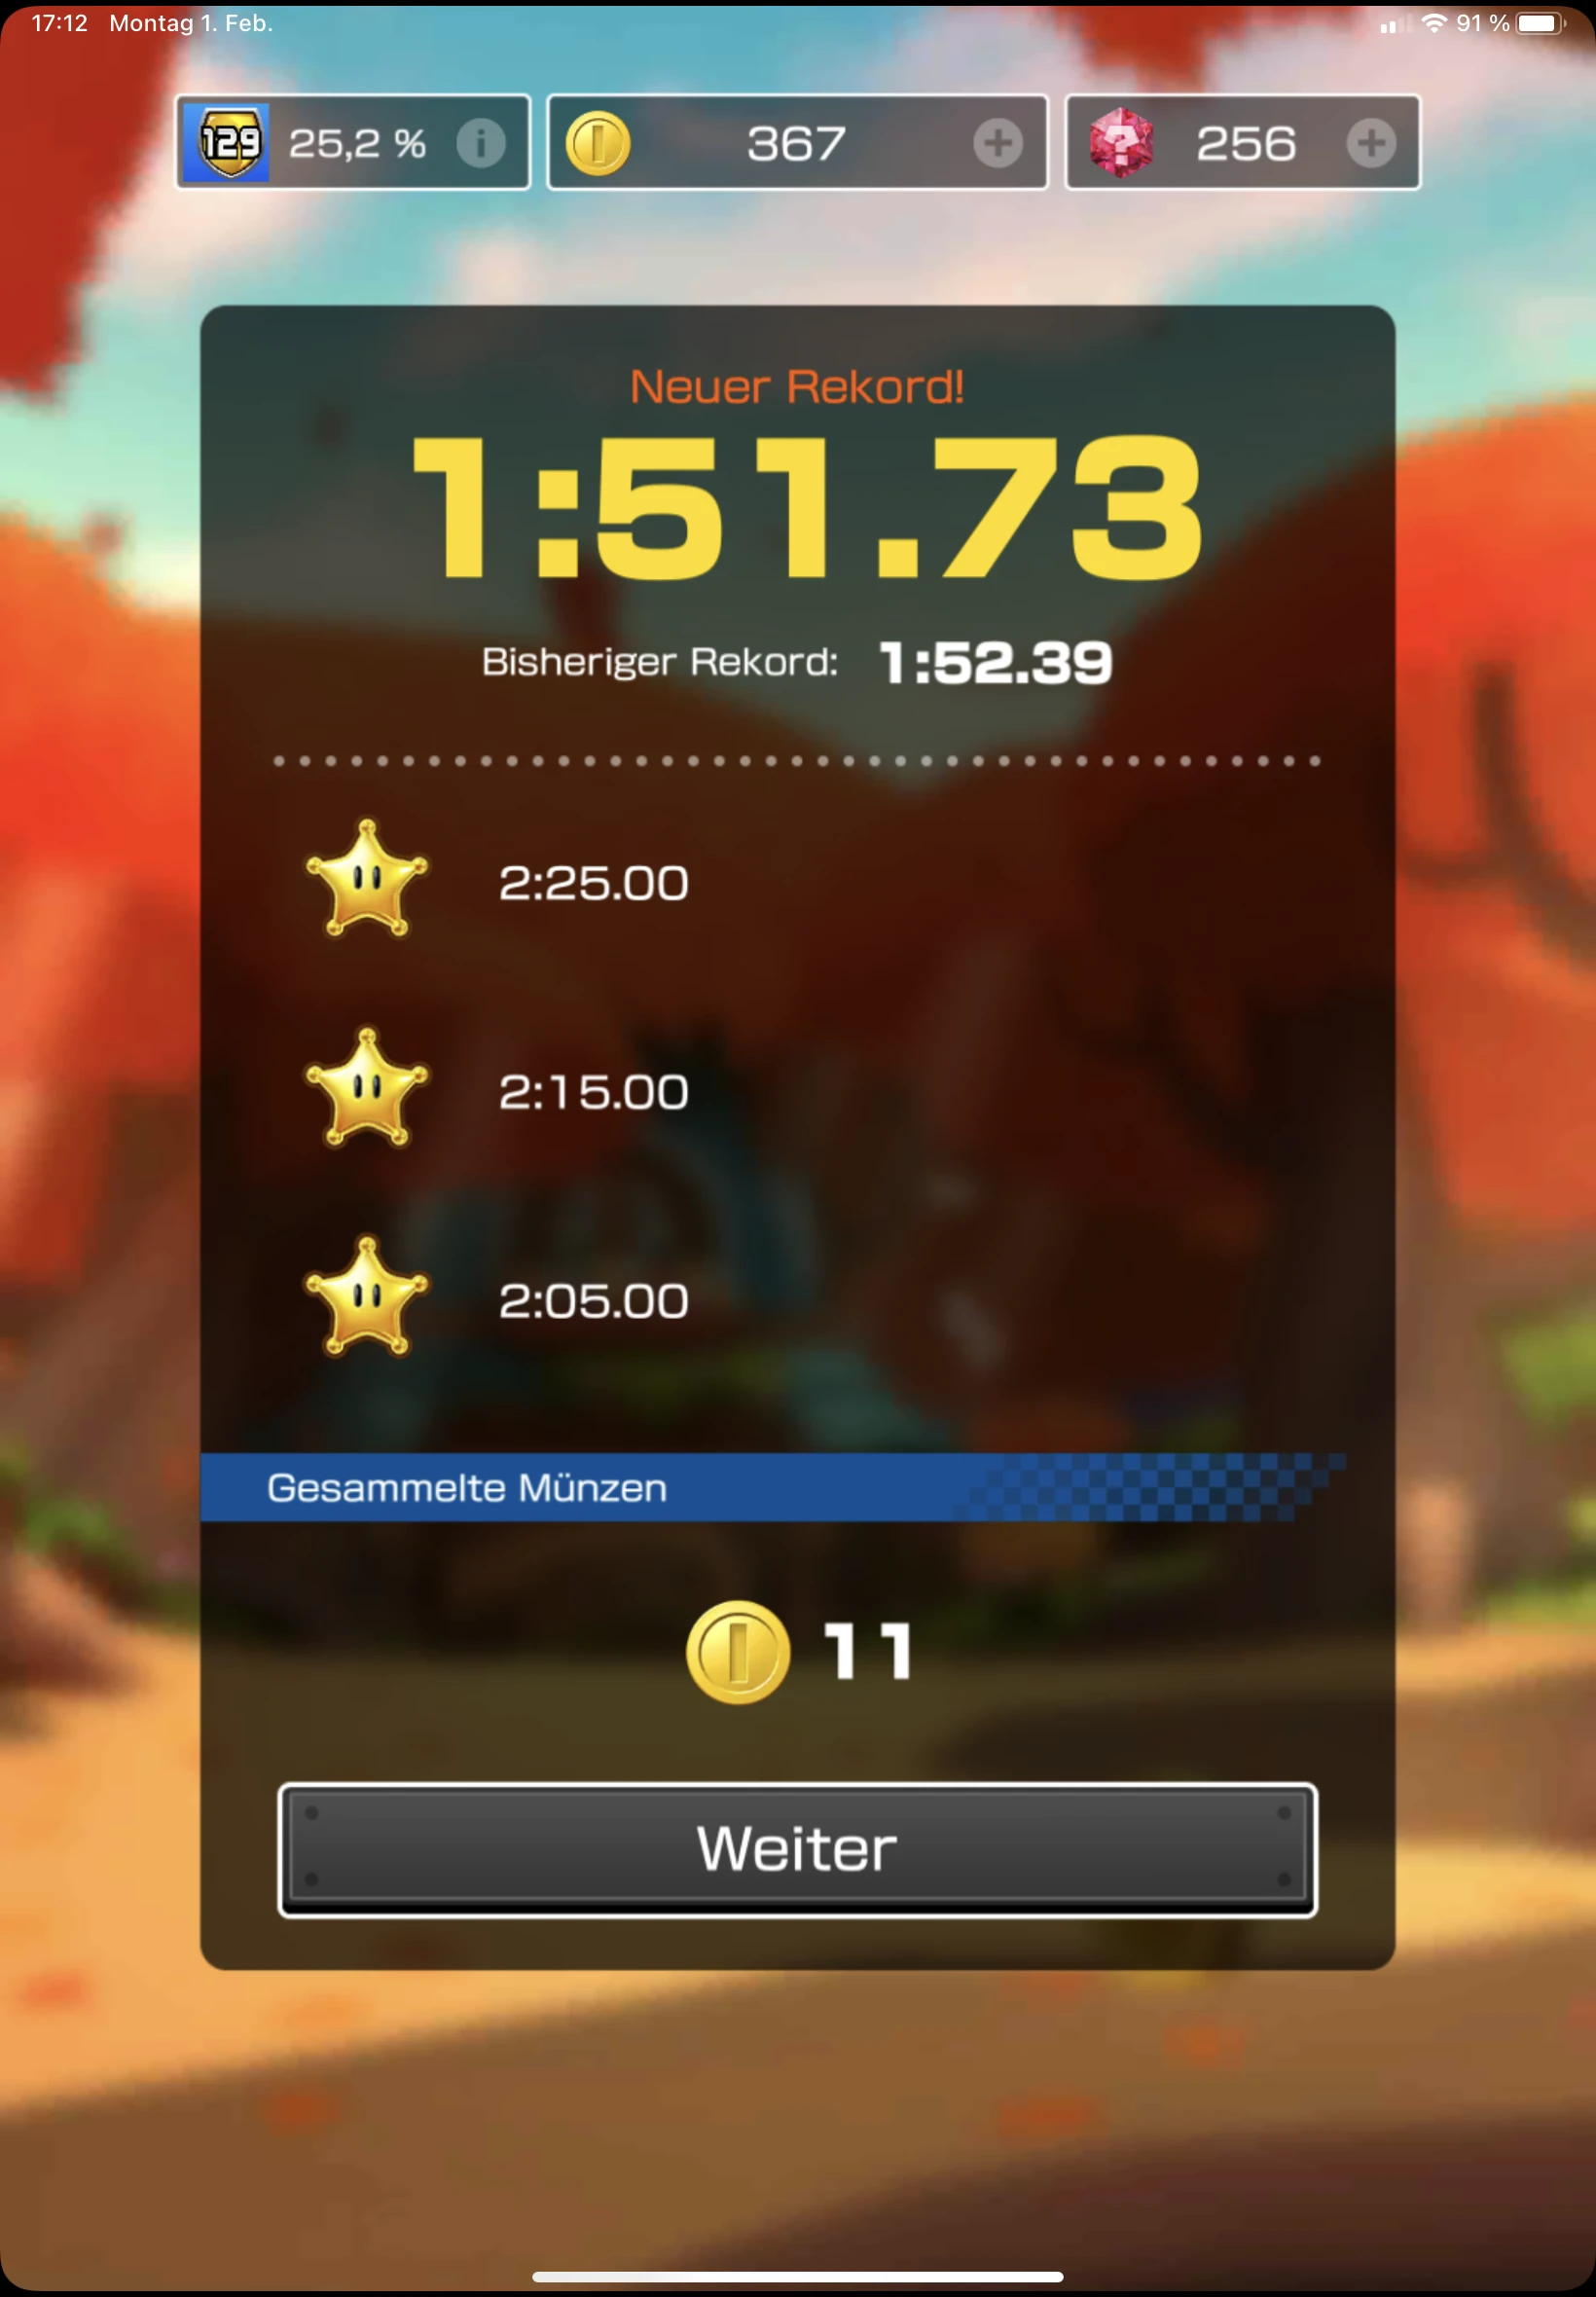 17:12 Montag 1. Feb. 91 %
129 25,2 % i 367 + 256 +
Neuer Rekord!
1:51.73
Bisheriger Rekord: 1:52.39
2:25.00
2:15.00
2:05.00
Gesammelte Münzen
11
Weiter